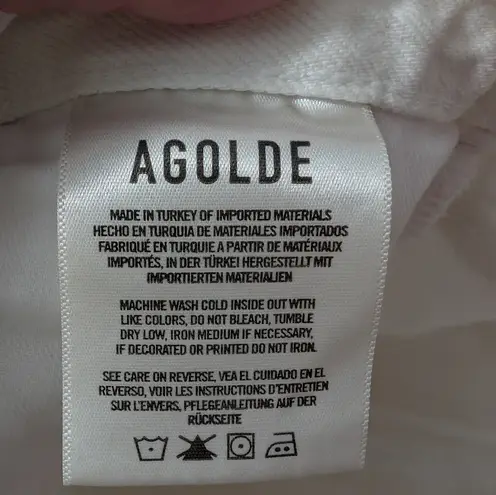 AGOLDE
MADE IN TURKEY OF IMPORTED MATERIALS
HECHO EN TURQUIA DE MATERIALES IMPORTADOS
FABRIQUÉ EN TURQUIE A PARTIR DE MATÉRIAUX
IMPORTÉS, IN DER TÜRKEI HERGESTELLT MIT
IMPORTIERTEN MATERIALIEN
MACHINE WASH COLD INSIDE OUT WITH
LIKE COLORS, DO NOT BLEACH, TUMBLE
DRY LOW, IRON MEDIUM IF NECESSARY,
IF DECORATED OR PRINTED DO NOT IRON.
SEE CARE ON REVERSE, VEA EL CUIDADO EN EL
REVERSO, VOIR LES INSTRUCTIONS D'ENTRETIEN
SUR L'ENVERS, PFLEGEANLEITUNG AUF DER
RÜCKSEITE